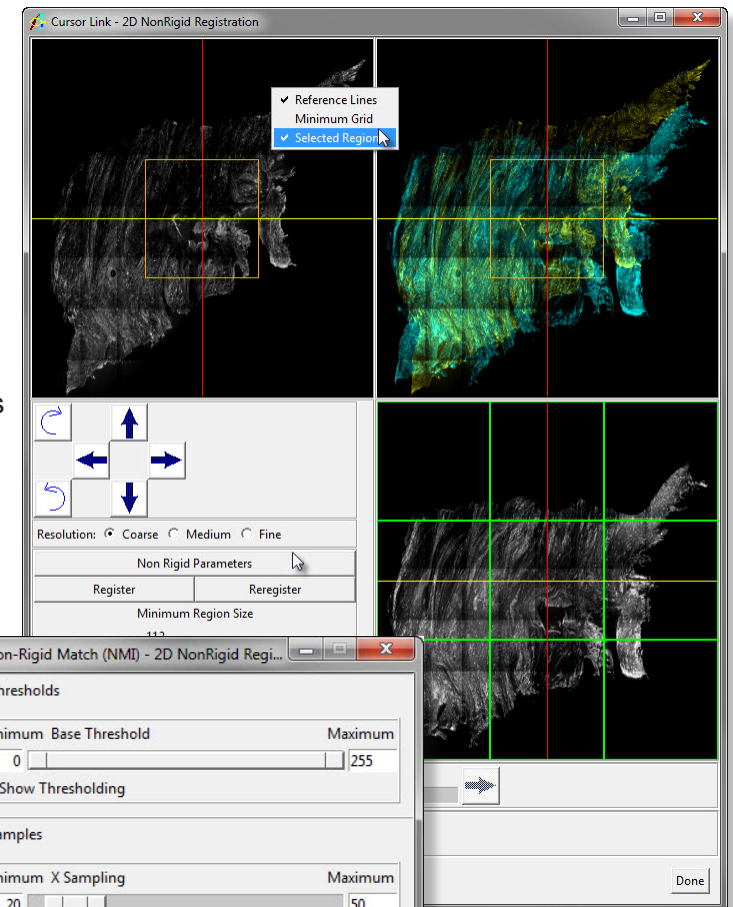 Cursor Link - 2D NonRigid Registration
Reference Lines
Minimum Grid
Selected Region
s
Resolution: Coarse Medium Fine
Non Rigid Parameters
Register Reregister
Minimum Region Size
112
on-Rigid Match (NMI) - 2D NonRigid Regi...
hresholds
nimum Base Threshold Maximum
0 255
Show Thresholding
amples
nimum X Sampling Maximum
20 50
Done